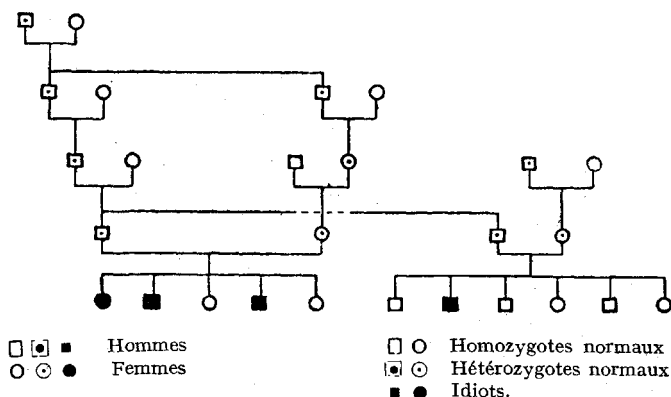 Hommes
Femmes
Homozygotes normaux
Hétérozygotes normaux
Idiots.